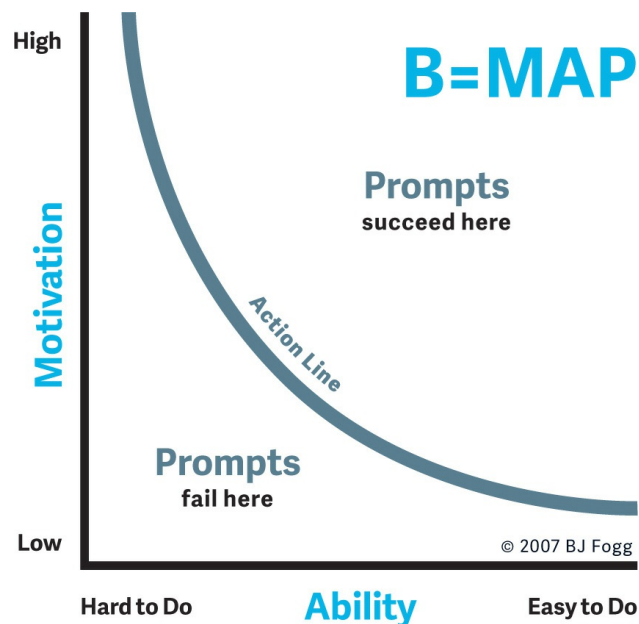 High
B=MAP
Prompts
succeed here
Motivation
Action Line
Prompts
fail here
Low
© 2007 BJ Fogg
Hard to Do
Ability
Easy to Do